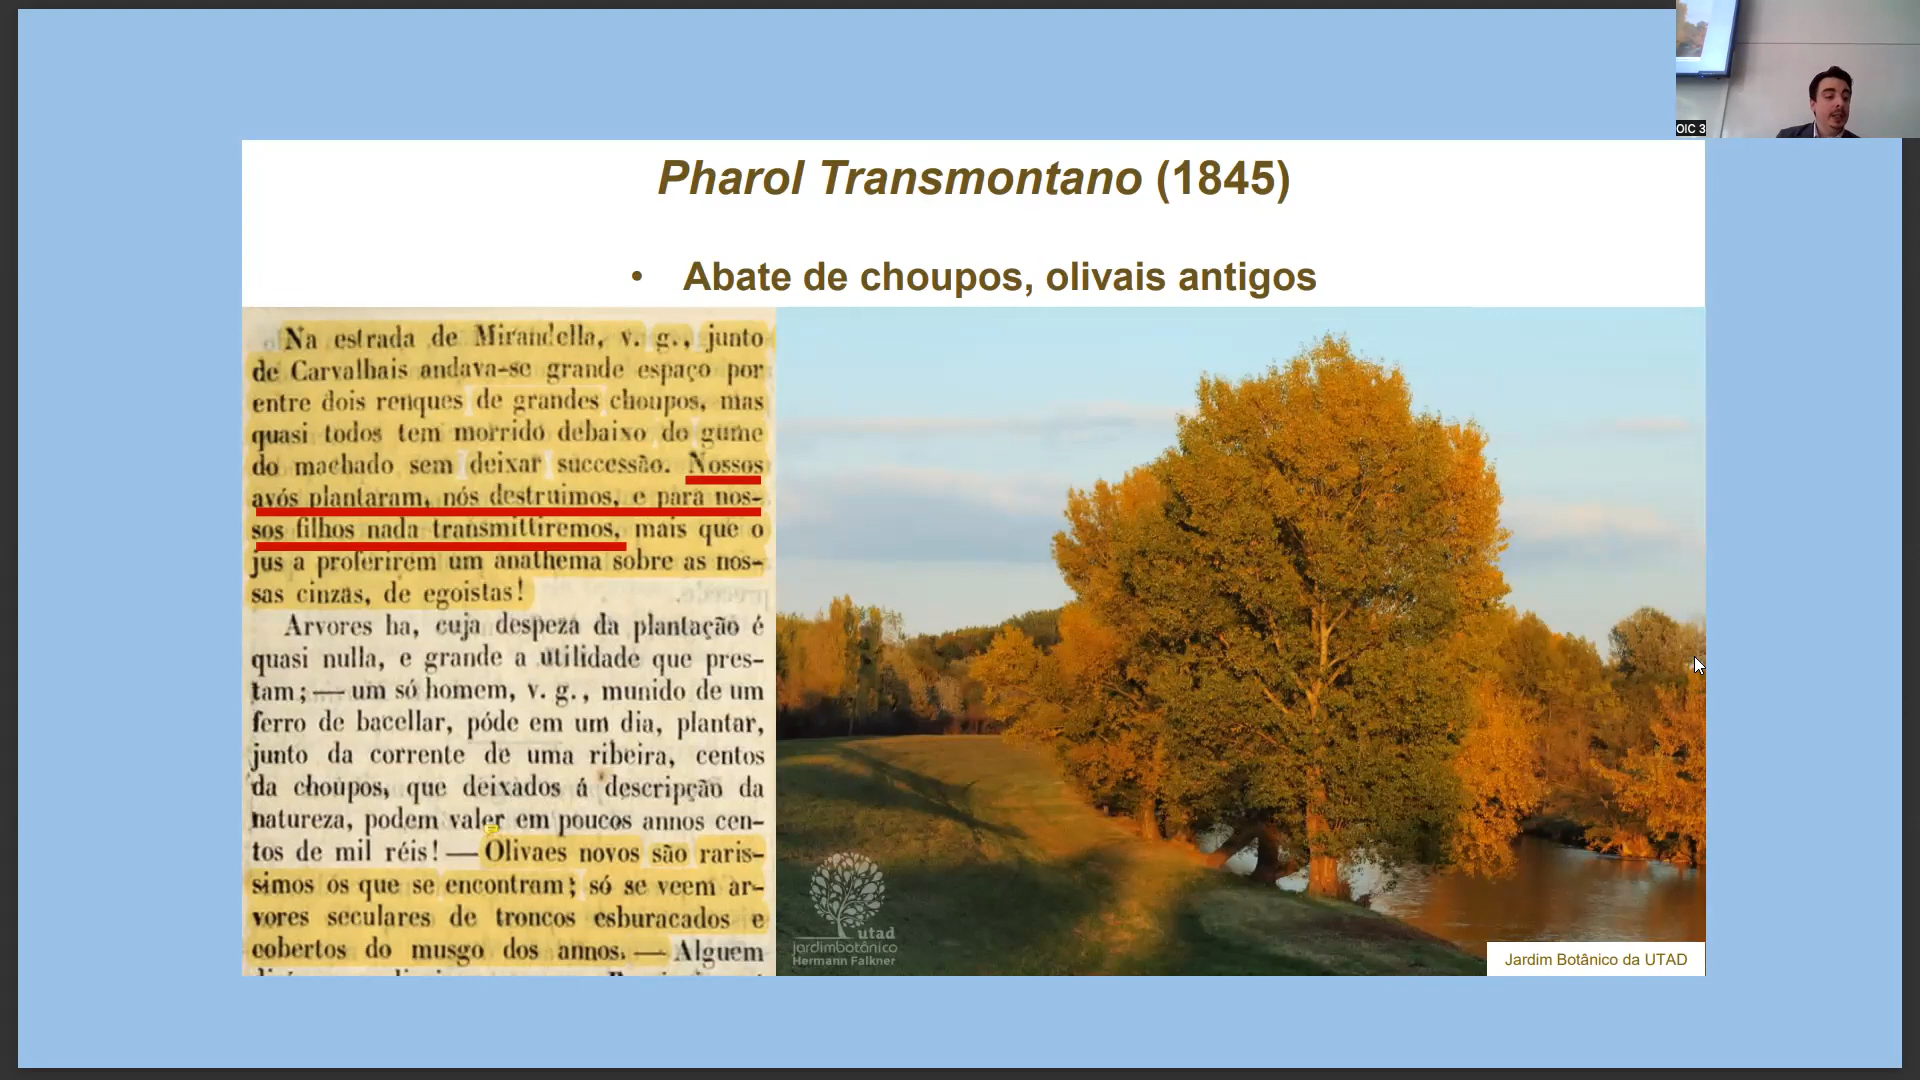 OIC 3
Pharol Transmontano (1845)
• Abate de choupos, olivais antigos
Na estrada de Mirandella, v. g., junto
de Carvalhais andava-se grande espaço por
entre dois renques de grandes choupos, mas
quasi todos tem morrido debaixo do gume
do machado sem deixar successão. Nossos
avós plantaram, nós destruimos, e para nos-
sos filhos nada transmittiremos, mais que o
jus a proferirem um anathema sobre as nos-
sas cinzas, de egoistas!
Arvores ha, cuja despeza da plantação é
quasi nulla, e grande a utilidade que pres-
tam; — um só homem, v. g., munido de um
ferro de bacellar, póde em um dia, plantar,
junto da corrente de uma ribeira, centos
da choupos, que deixados á descripção da
natureza, podem valer em poucos annos cen-
tos de mil réis! — Olivaes novos são raris-
simos os que se encontram; só se veem ar-
vores seculares de troncos esburacados e
cobertos do musgo dos annos. — Alguem
utad
jardimbotânico
Hermann Falkner
Jardim Botânico da UTAD